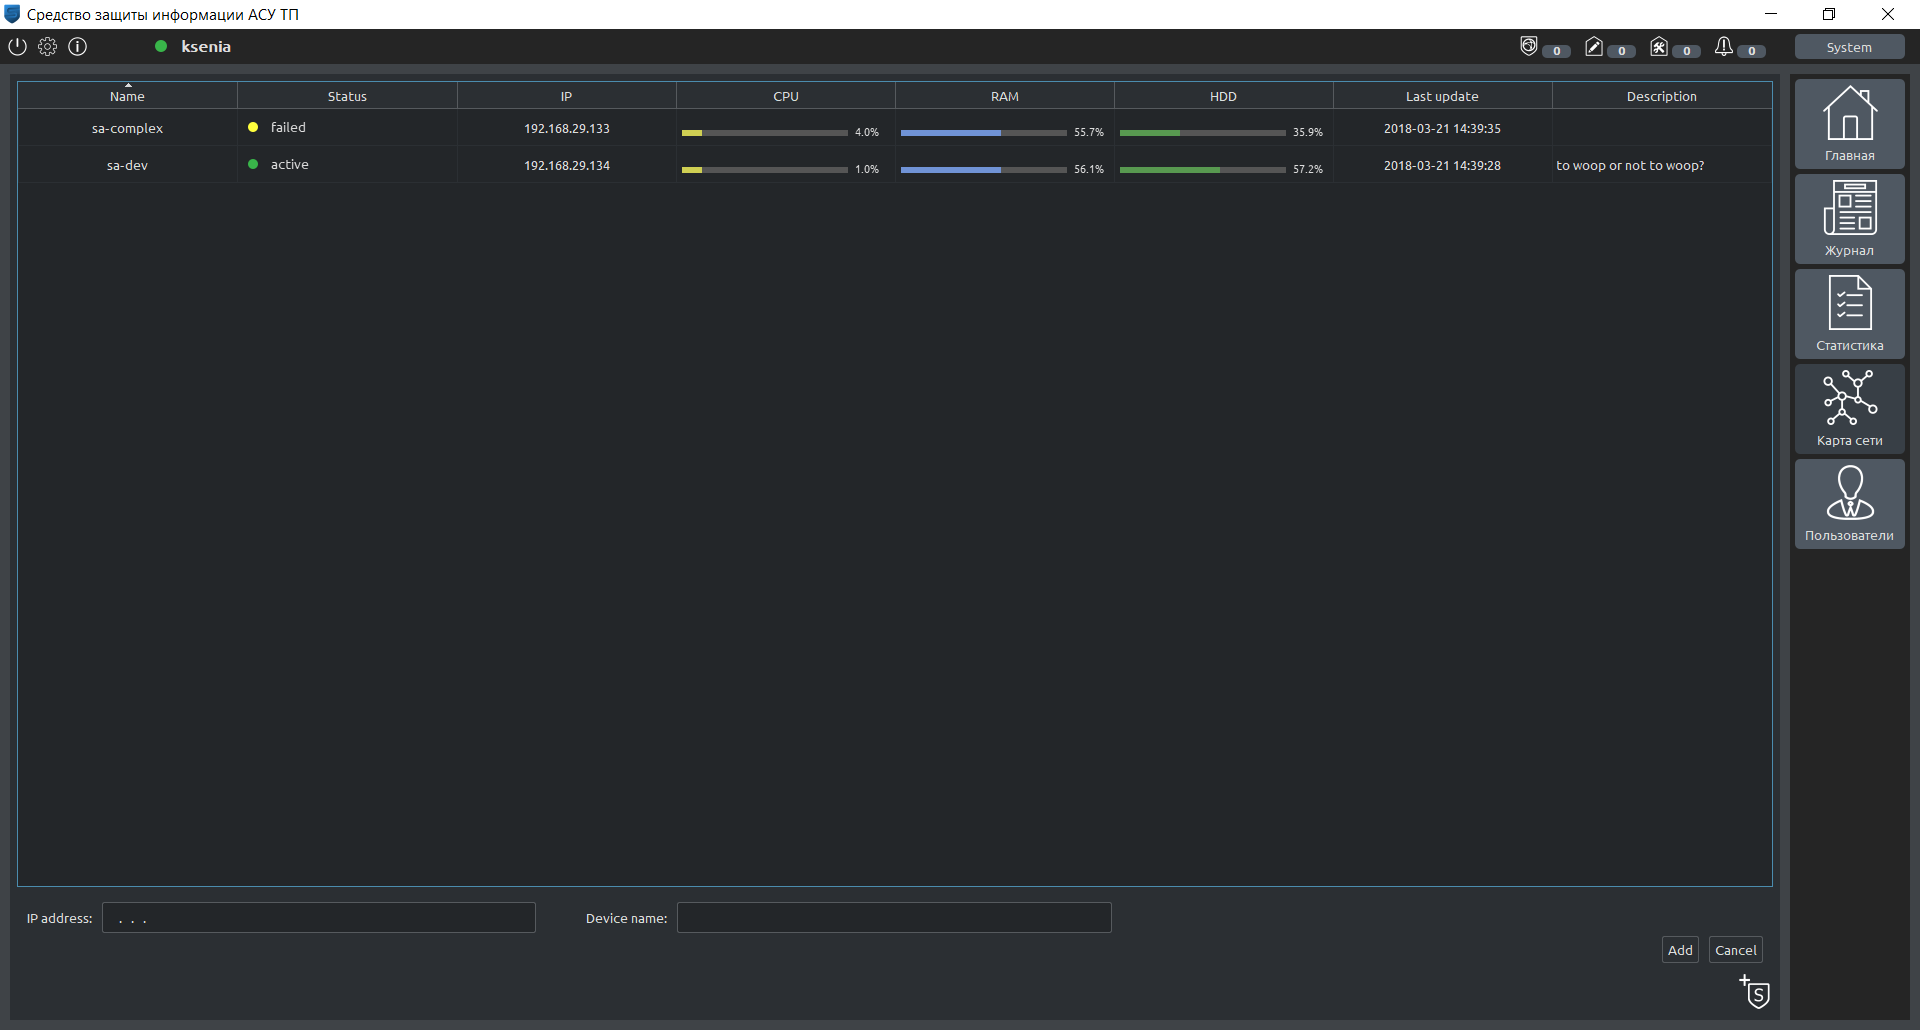 Средство защиты информации АСУ ТП
ksenia
0 0 0 0 System
Name Status IP CPU RAM HDD Last update Description
sa-complex failed 192.168.29.133 4.0% 55.7% 35.9% 2018-03-21 14:39:35
sa-dev active 192.168.29.134 1.0% 56.1% 57.2% 2018-03-21 14:39:28 to woop or not to woop?
Главная
Журнал
Статистика
Карта сети
Пользователи
IP address: . . . Device name:
Add Cancel
S